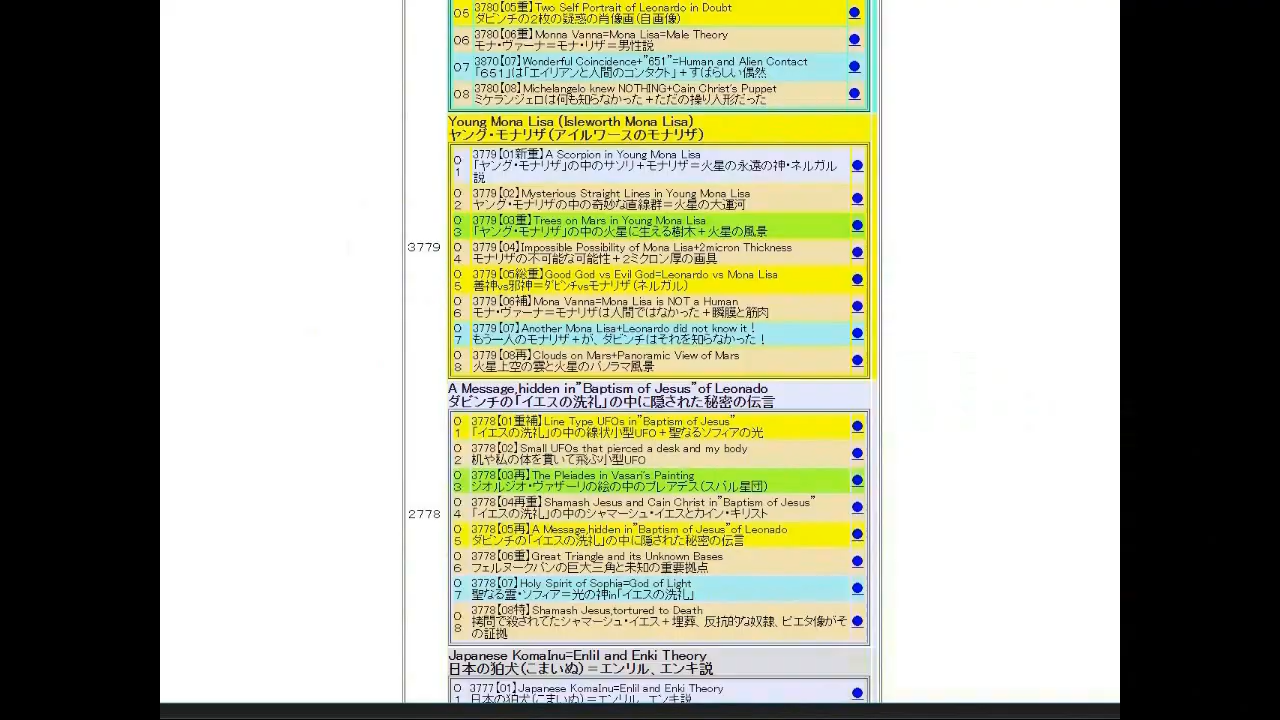 05 3780【05重】Two Self Portrait of Leonardo in Doubt
ダビンチの2枚の疑惑の肖像画(自画像)
06 3780【06重】Monna Vanna=Mona Lisa=Male Theory
モナ・ヴァーナ=モナ・リザ=男性説
07 3870【07】Wonderful Coincidence+"651"=Human and Alien Contact
「651」は「エイリアンと人間のコンタクト」+すばらしい偶然
08 3780【08】Michelangelo knew NOTHING+Cain Christ's Puppet
ミケランジェロは何も知らなかった+ただの操り人形だった
Young Mona Lisa (Isleworth Mona Lisa)
ヤング・モナリザ(アイルワースのモナリザ)
01 3779【01新重】A Scorpion in Young Mona Lisa
「ヤング・モナリザ」の中のサソリ+モナリザ=火星の永遠の神・ネルガル
説
02 3779【02】Mysterious Straight Lines in Young Mona Lisa
ヤング・モナリザの中の奇妙な直線群=火星の大運河
03 3779【03重】Trees on Mars in Young Mona Lisa
「ヤング・モナリザ」の中の火星に生える樹木+火星の風景
3779
04 3779【04】Impossible Possibility of Mona Lisa+2micron Thickness
モナリザの不可能な可能性+2ミクロン厚の画具
05 3779【05総重】Good God vs Evil God=Leonardo vs Mona Lisa
善神vs邪神=ダビンチvsモナリザ(ネルガル)
06 3779【06補】Mona Vanna=Mona Lisa is NOT a Human
モナ・ヴァーナ=モナリザは人間ではなかった+瞬膜と筋肉
07 3779【07】Another Mona Lisa+Leonardo did not know it!
もう一人のモナリザ+が、ダビンチはそれを知らなかった!
08 3779【08再】Clouds on Mars+Panoramic View of Mars
火星上空の雲と火星のパノラマ風景
A Message,hidden in"Baptism of Jesus"of Leonado
ダビンチの「イエスの洗礼」の中に隠された秘密の伝言
01 3778【01重補】Line Type UFOs in"Baptism of Jesus"
「イエスの洗礼」の中の線状小型UFO+聖なるソフィアの光
02 3778【02】Small UFOs that pierced a desk and my body
机や私の体を貫いて飛ぶ小型UFO
03 3778【03再】The Pleiades in Vasari's Painting
ジオルジオ・ヴァザーリの絵の中のプレアデス(スバル星団)
04 3778【04再重】Shamash Jesus and Cain Christ in"Baptism of Jesus"
「イエスの洗礼」の中のシャマーシュ・イエスとカイン・キリスト
2778
05 3778【05再】A Message,hidden in"Baptism of Jesus"of Leonado
ダビンチの「イエスの洗礼」の中に隠された秘密の伝言
06 3778【06重】Great Triangle and its Unknown Bases
フェルヌークバンの巨大三角と未知の重要拠点
07 3778【07】Holy Spirit of Sophia=God of Light
聖なる霊・ソフィア=光の神in「イエスの洗礼」
08 3778【08特】Shamash Jesus,tortured to Death
拷問で殺されてたシャマーシュ・イエス+埋葬、反抗的な奴隷、ピエタ像がそ
の証拠
Japanese KomaInu=Enlil and Enki Theory
日本の狛犬(こまいぬ)=エンリル、エンキ説
01 3777【01】Japanese KomaInu=Enlil and Enki Theory
日本の狛犬(こまいぬ)=エンリル、エンキ説